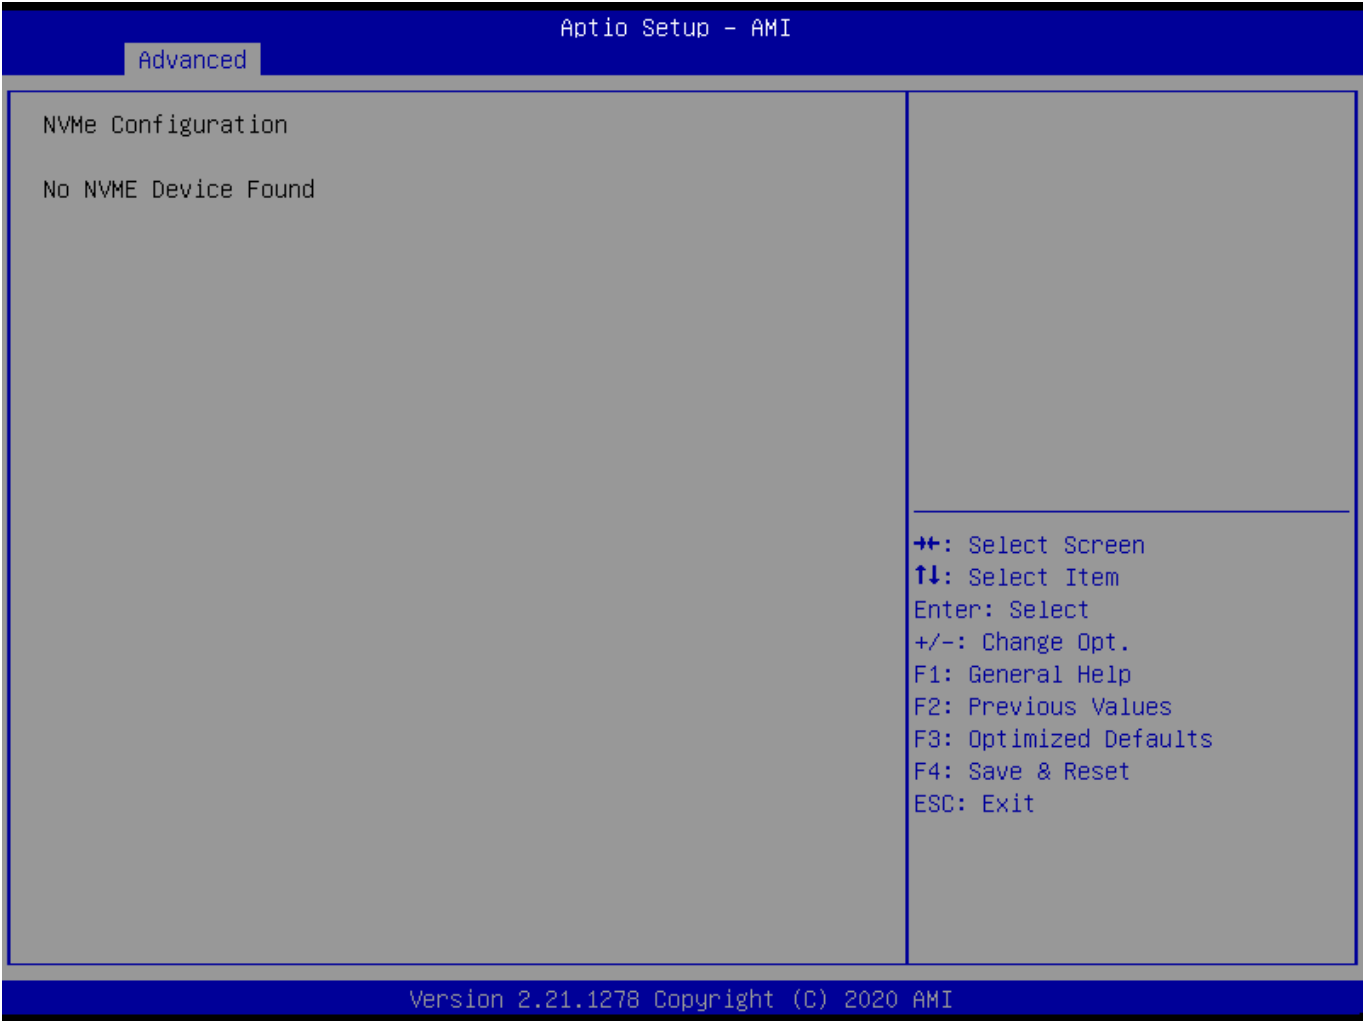 Aptio Setup – AMI
Advanced
NVMe Configuration
No NVME Device Found
→←: Select Screen
↑↓: Select Item
Enter: Select
+/-: Change Opt.
F1: General Help
F2: Previous Values
F3: Optimized Defaults
F4: Save & Reset
ESC: Exit
Version 2.21.1278 Copyright (C) 2020 AMI